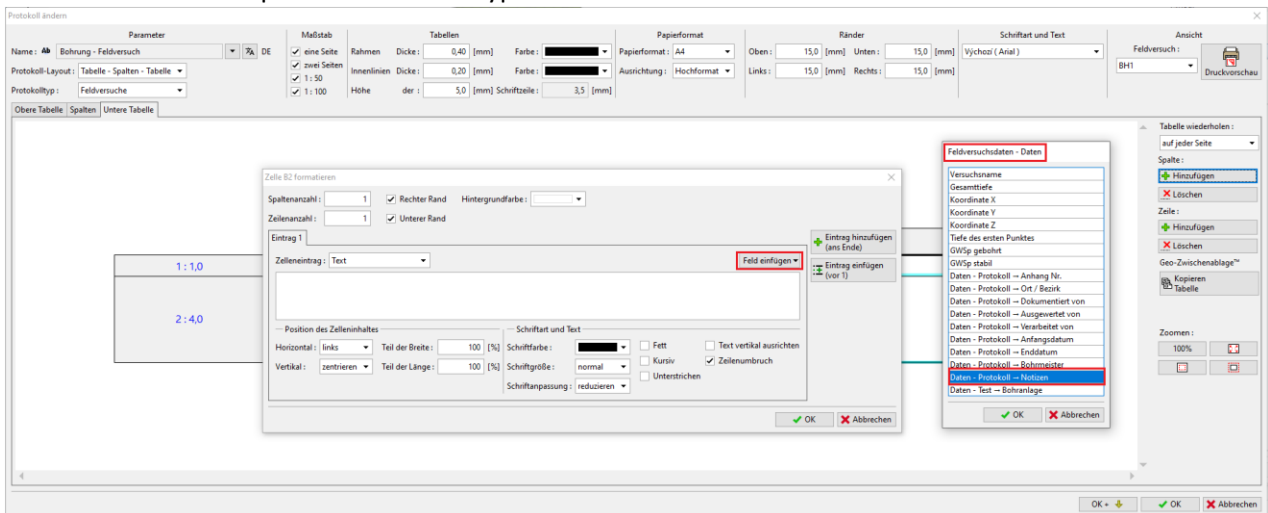 Protokoll ändern
Parameter
Name : Ab Bohrung - Feldversuch DE
Protokoll-Layout : Tabelle - Spalten - Tabelle
Protokolltyp : Feldversuche
Maßstab
eine Seite
zwei Seiten
1 : 50
1 : 100
Tabellen
Rahmen Dicke : 0,40 [mm] Farbe :
Innenlinien Dicke : 0,20 [mm] Farbe :
Höhe der : 5,0 [mm] Schriftzeile : 3,5 [mm]
Papierformat
Papierformat : A4
Ausrichtung : Hochformat
Ränder
Oben : 15,0 [mm] Unten : 15,0 [mm]
Links : 15,0 [mm] Rechts : 15,0 [mm]
Schriftart und Text
Výchozí ( Arial )
Ansicht
Feldversuch :
BH1
Druckvorschau
Obere Tabelle Spalten Untere Tabelle
1 : 1,0
2 : 4,0
Zelle B2 formatieren
Spaltenanzahl : 1 Rechter Rand Hintergrundfarbe :
Zeilenanzahl : 1 Unterer Rand
Eintrag 1
Zelleneintrag : Text Feld einfügen
Eintrag hinzufügen
(ans Ende)
Eintrag einfügen
(vor 1)
Position des Zelleninhaltes
Horizontal : links Teil der Breite : 100 [%]
Vertikal : zentrieren Teil der Länge : 100 [%]
Schriftart und Text
Schriftfarbe : Fett Text vertikal ausrichten
Schriftgröße : normal Kursiv Zeilenumbruch
Unterstrichen
Schriftanpassung : reduzieren
OK Abbrechen
Feldversuchsdaten - Daten
Versuchsname
Gesamttiefe
Koordinate X
Koordinate Y
Koordinate Z
Tiefe des ersten Punktes
GWSp gebohrt
GWSp stabil
Daten - Protokoll → Anhang Nr.
Daten - Protokoll → Ort / Bezirk
Daten - Protokoll → Dokumentiert von
Daten - Protokoll → Ausgewertet von
Daten - Protokoll → Verarbeitet von
Daten - Protokoll → Anfangsdatum
Daten - Protokoll → Enddatum
Daten - Protokoll → Bohrmeister
Daten - Protokoll → Notizen
Daten - Test → Bohranlage
OK Abbrechen
Tabelle wiederholen :
auf jeder Seite
Spalte :
Hinzufügen
Löschen
Zeile :
Hinzufügen
Löschen
Geo-Zwischenablage™
Kopieren
Tabelle
Zoomen :
100%
OK + OK Abbrechen